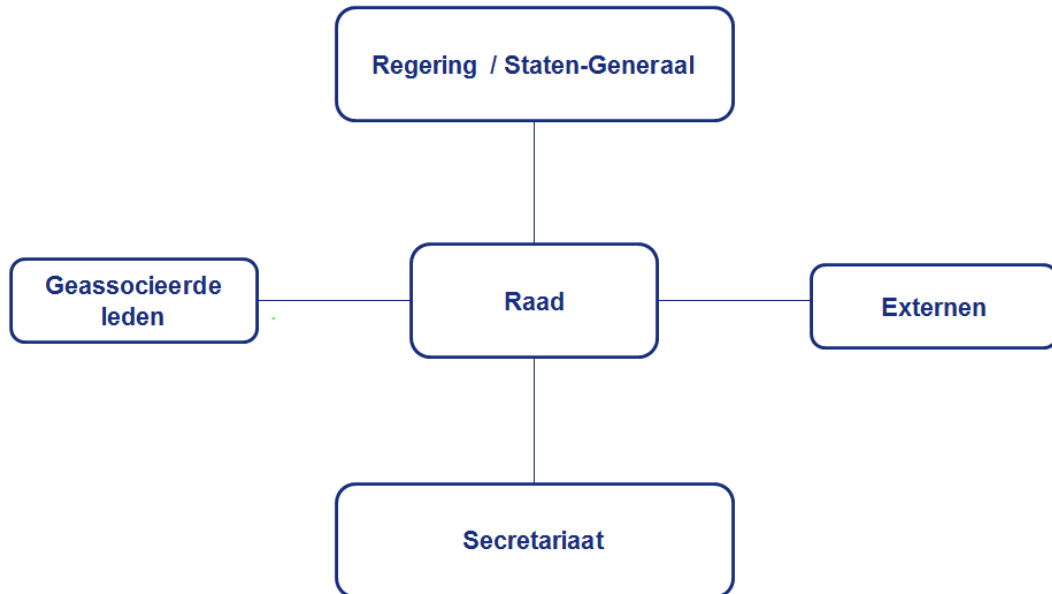 Regering / Staten-Generaal
Geassocieerde
leden
Raad
Externen
Secretariaat